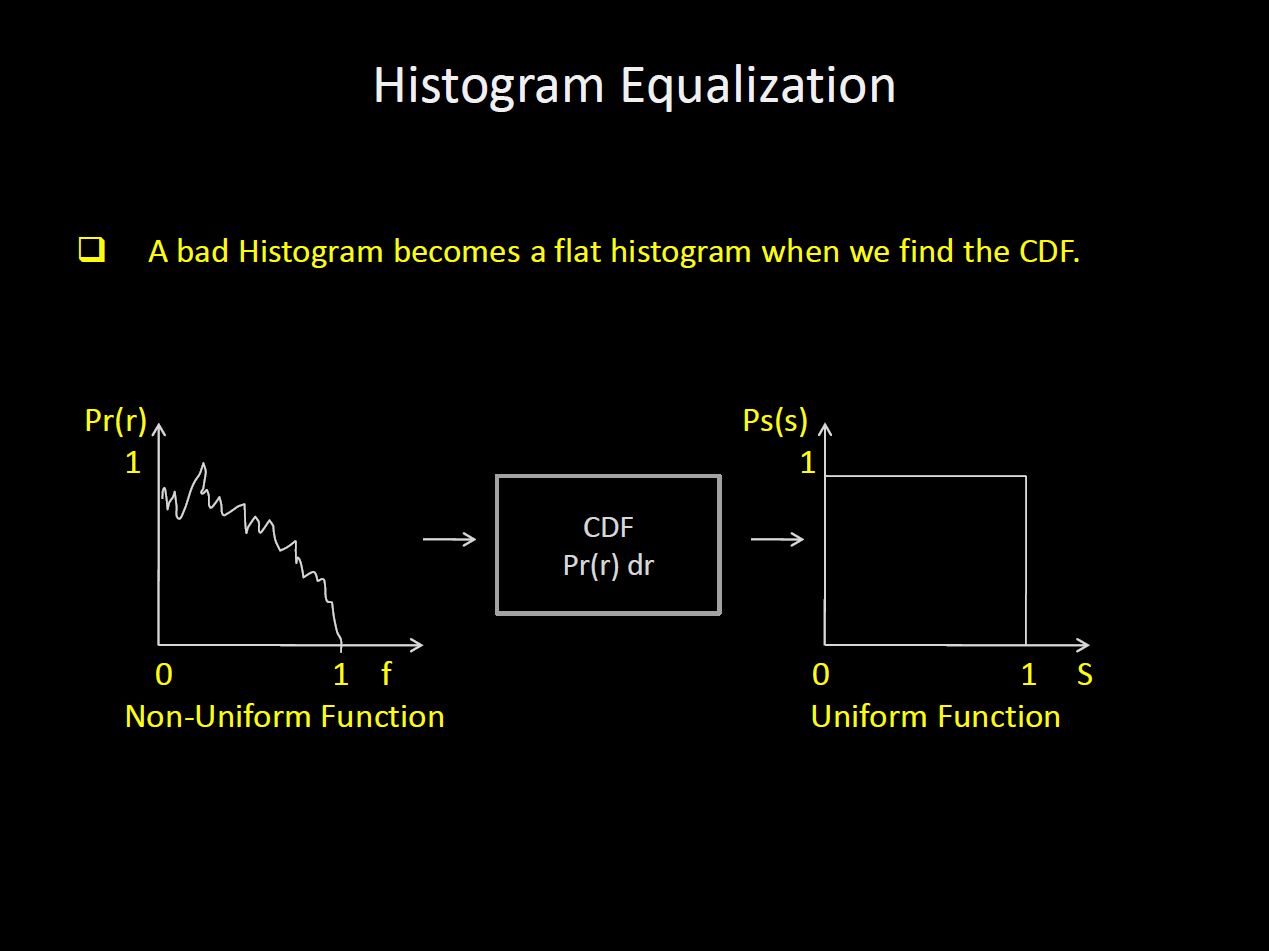 Histogram Equalization
A bad Histogram becomes a flat histogram when we find the CDF.
Pr(r)
1
0 1 f
Non-Uniform Function
CDF
Pr(r) dr
Ps(s)
1
0 1 S
Uniform Function